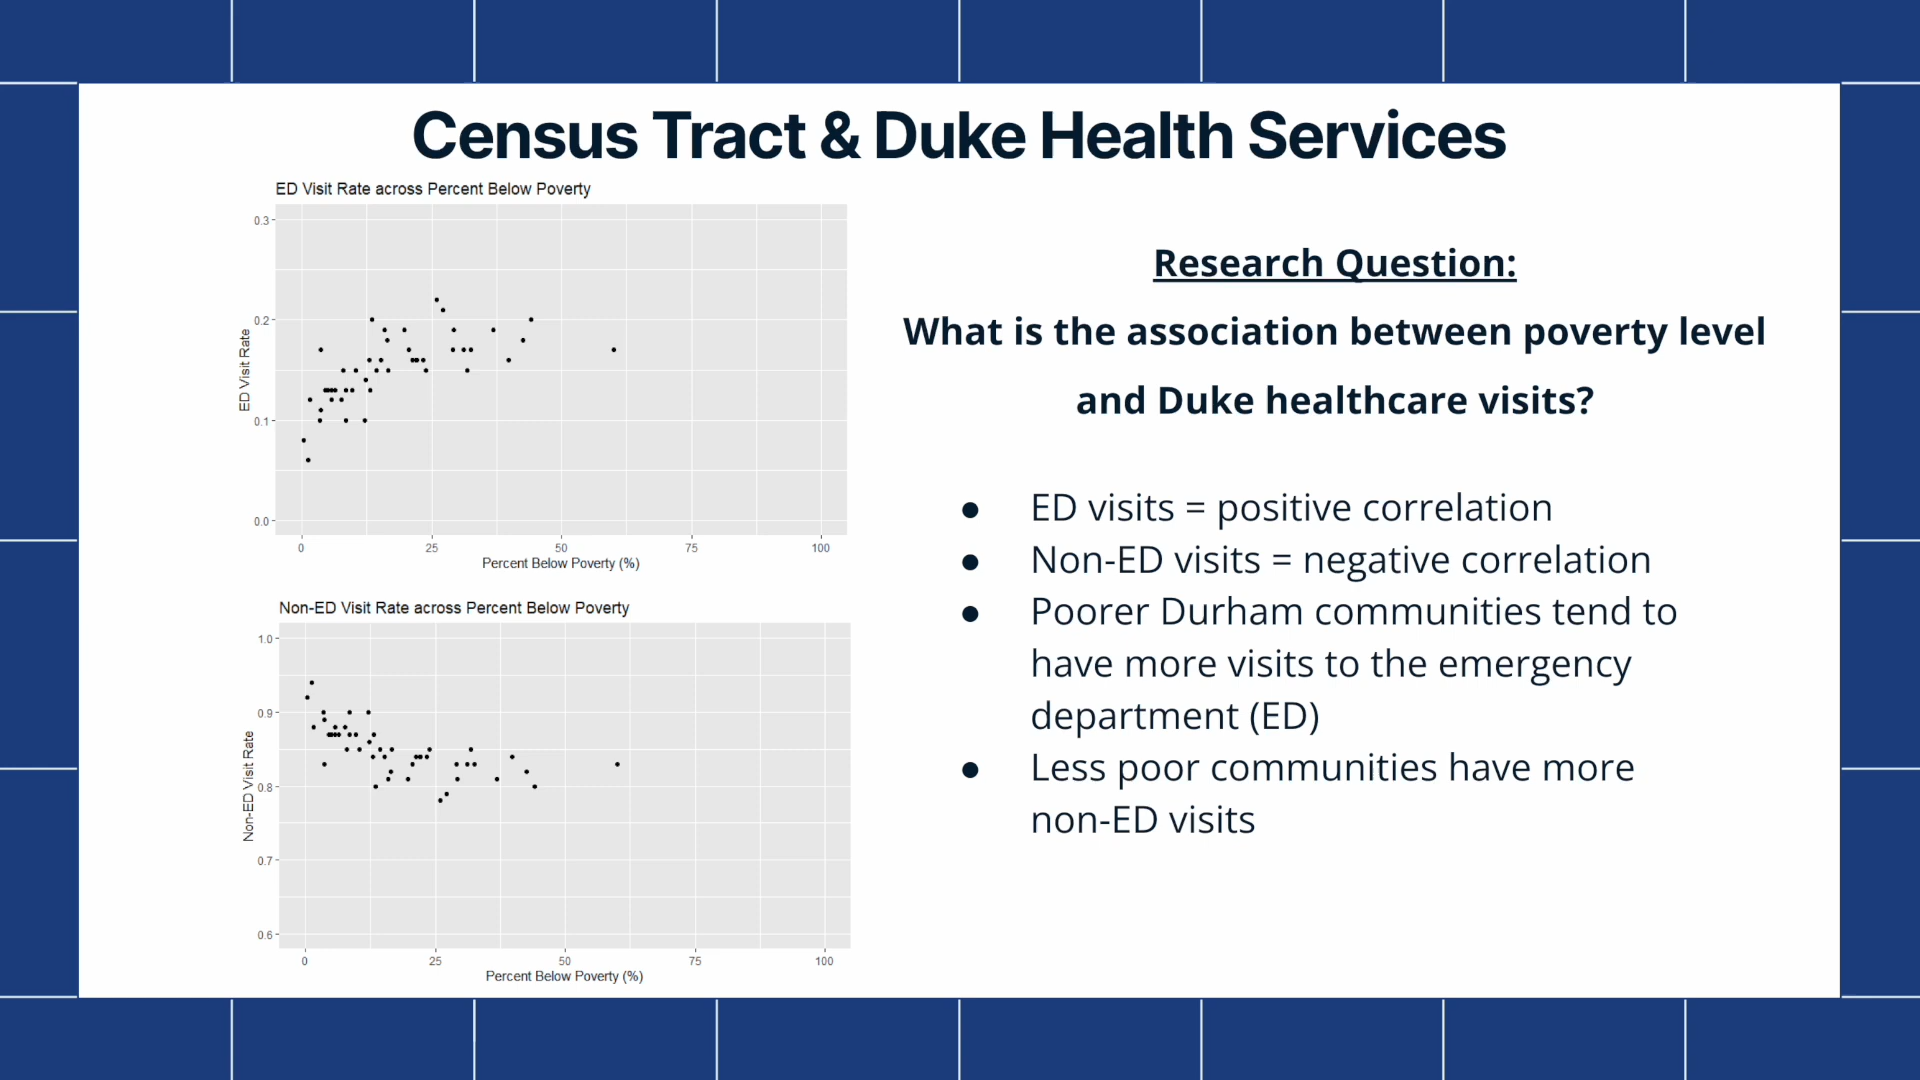 Census Tract & Duke Health Services
ED Visit Rate across Percent Below Poverty
0.3
0.2
0.1
0.0
ED Visit Rate
0 25 50 75 100
Percent Below Poverty (%)
Non-ED Visit Rate across Percent Below Poverty
1.0
0.9
0.8
0.7
0.6
Non-ED Visit Rate
0 25 50 75 100
Percent Below Poverty (%)
Research Question:
What is the association between poverty level
and Duke healthcare visits?
● ED visits = positive correlation
● Non-ED visits = negative correlation
● Poorer Durham communities tend to
have more visits to the emergency
department (ED)
● Less poor communities have more
non-ED visits